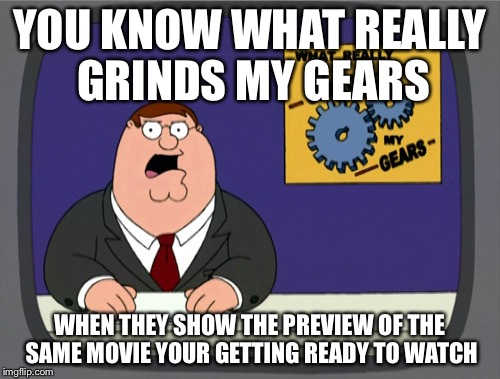 YOU KNOW WHAT REALLY
GRINDS MY GEARS
WHAT REALLY
MY
GEARS
WHEN THEY SHOW THE PREVIEW OF THE
SAME MOVIE YOUR GETTING READY TO WATCH
imgflip.com